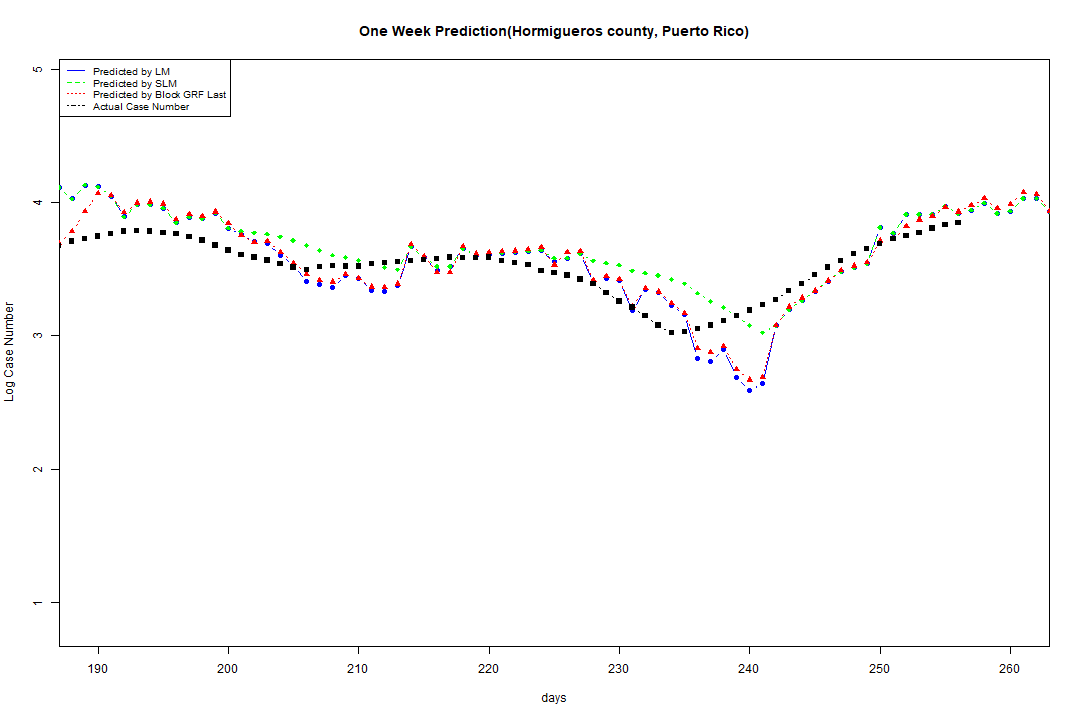 One Week Prediction(Hormigueros county, Puerto Rico)
Predicted by LM
Predicted by SLM
Predicted by Block GRF Last
Actual Case Number
5
4
3
2
1
Log Case Number
190 200 210 220 230 240 250 260
days